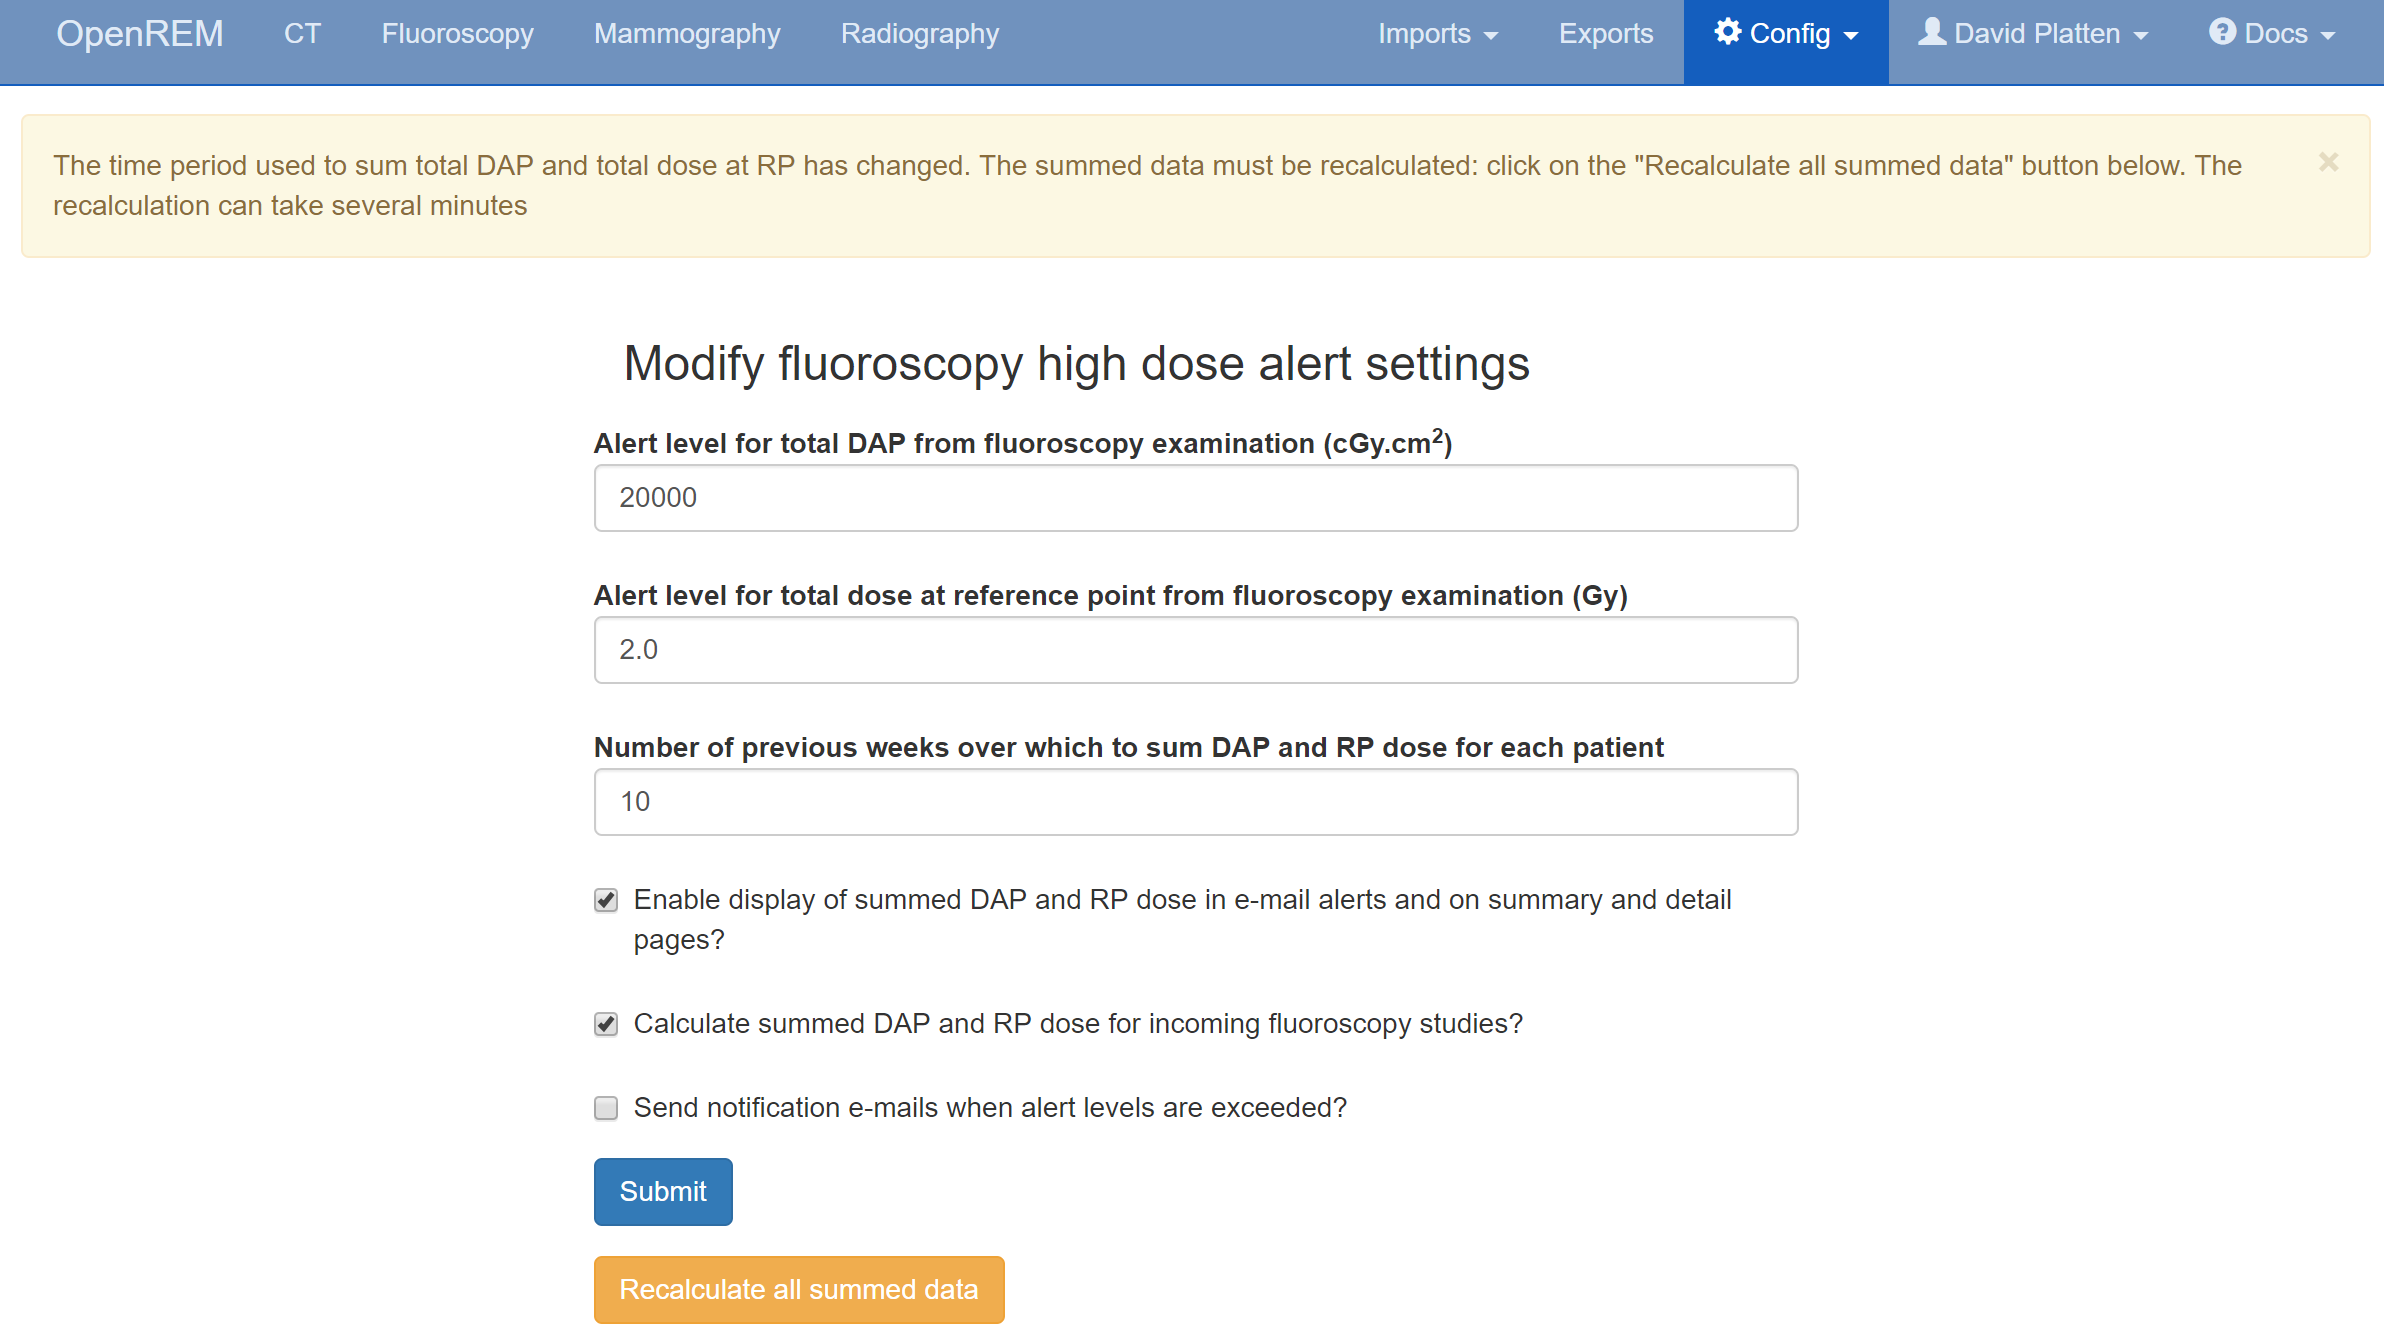 OpenREM CT Fluoroscopy Mammography Radiography Imports Exports Config David Platten Docs
The time period used to sum total DAP and total dose at RP has changed. The summed data must be recalculated: click on the "Recalculate all summed data" button below. The
recalculation can take several minutes
×
Modify fluoroscopy high dose alert settings
Alert level for total DAP from fluoroscopy examination (cGy.cm²)
20000
Alert level for total dose at reference point from fluoroscopy examination (Gy)
2.0
Number of previous weeks over which to sum DAP and RP dose for each patient
10
Enable display of summed DAP and RP dose in e-mail alerts and on summary and detail
pages?
Calculate summed DAP and RP dose for incoming fluoroscopy studies?
Send notification e-mails when alert levels are exceeded?
Submit
Recalculate all summed data